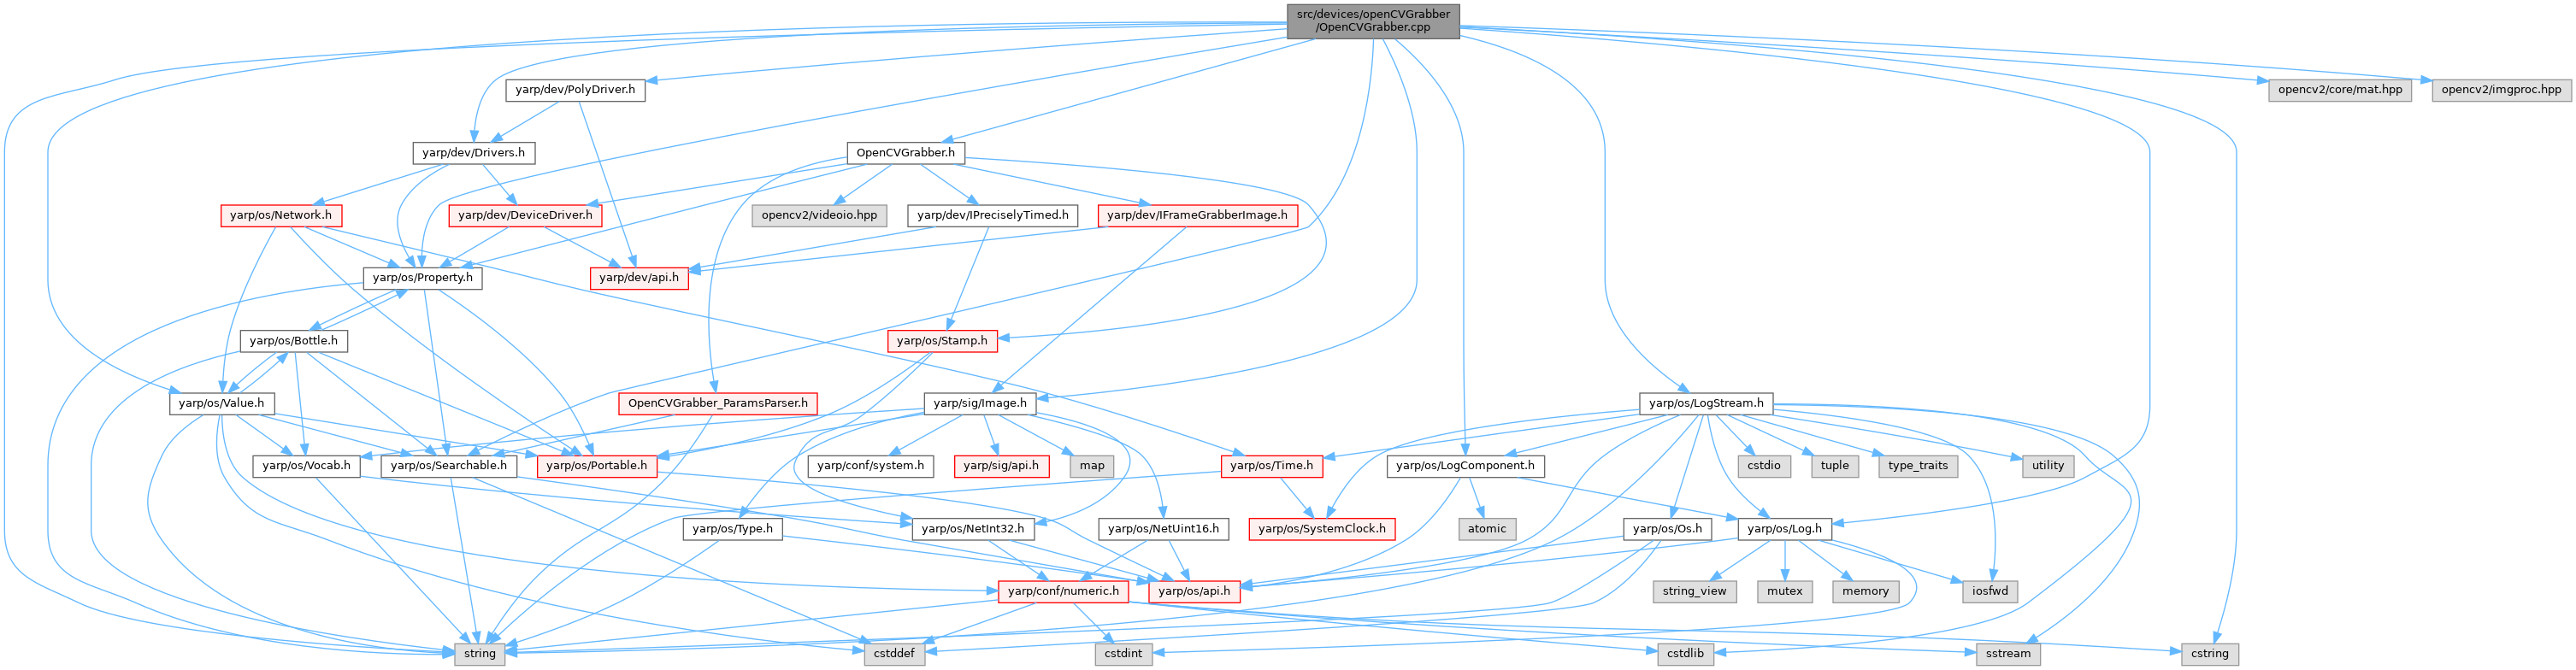 src/devices/openCVGrabber
/OpenCVGrabber.cpp
yarp/dev/PolyDriver.h
opencv2/core/mat.hpp
opencv2/imgproc.hpp
yarp/dev/Drivers.h
OpenCVGrabber.h
yarp/os/Network.h
yarp/dev/DeviceDriver.h
opencv2/videoio.hpp
yarp/dev/IPreciselyTimed.h
yarp/dev/IFrameGrabberImage.h
yarp/os/Property.h
yarp/dev/api.h
yarp/os/Bottle.h
yarp/os/Stamp.h
yarp/os/Value.h
OpenCVGrabber_ParamsParser.h
yarp/sig/Image.h
yarp/os/LogStream.h
yarp/os/Vocab.h
yarp/os/Searchable.h
yarp/os/Portable.h
yarp/conf/system.h
yarp/sig/api.h
map
yarp/os/Time.h
yarp/os/LogComponent.h
cstdio
tuple
type_traits
utility
yarp/os/Type.h
yarp/os/NetInt32.h
yarp/os/NetUint16.h
yarp/os/SystemClock.h
atomic
yarp/os/Os.h
yarp/os/Log.h
yarp/conf/numeric.h
yarp/os/api.h
string_view
mutex
memory
iosfwd
string
cstddef
cstdint
cstdlib
sstream
cstring